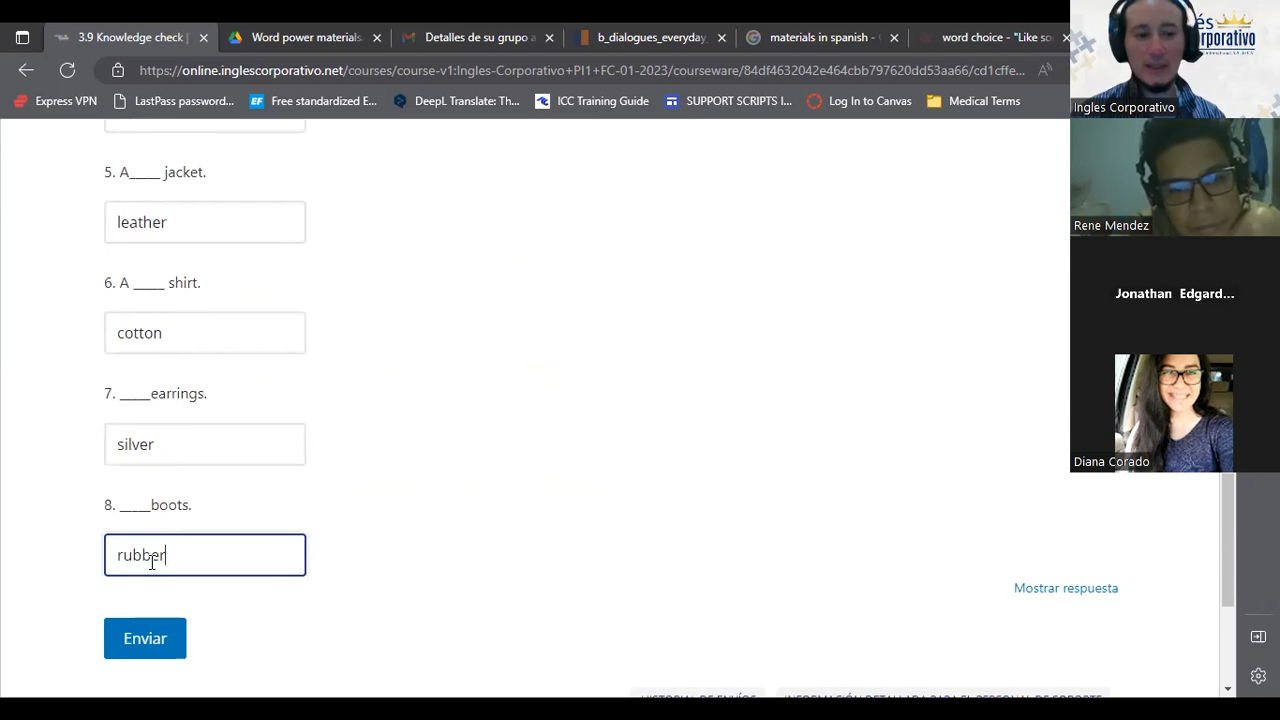 3.9 Knowledge check |
Word power materials.
Detalles de su pago a
b_dialogues_everyday_
materials in spanish -
word choice - "Like so
https://online.inglescorporativo.net/courses/course-v1:Ingles-Corporativo+PI1+FC-01-2023/courseware/84df4632042e464cbb797620dd53aa66/cd1cffe...
Express VPN
LastPass password...
EF Free standardized E...
DeepL Translate: Th...
ICC Training Guide
SUPPORT SCRIPTS I...
Log In to Canvas
Medical Terms
5. A_____ jacket.
leather
6. A _____ shirt.
cotton
7. _____earrings.
silver
8. _____boots.
rubber
Mostrar respuesta
Enviar
Ingles Corporativo
Rene Mendez
Jonathan Edgard...
Diana Corado